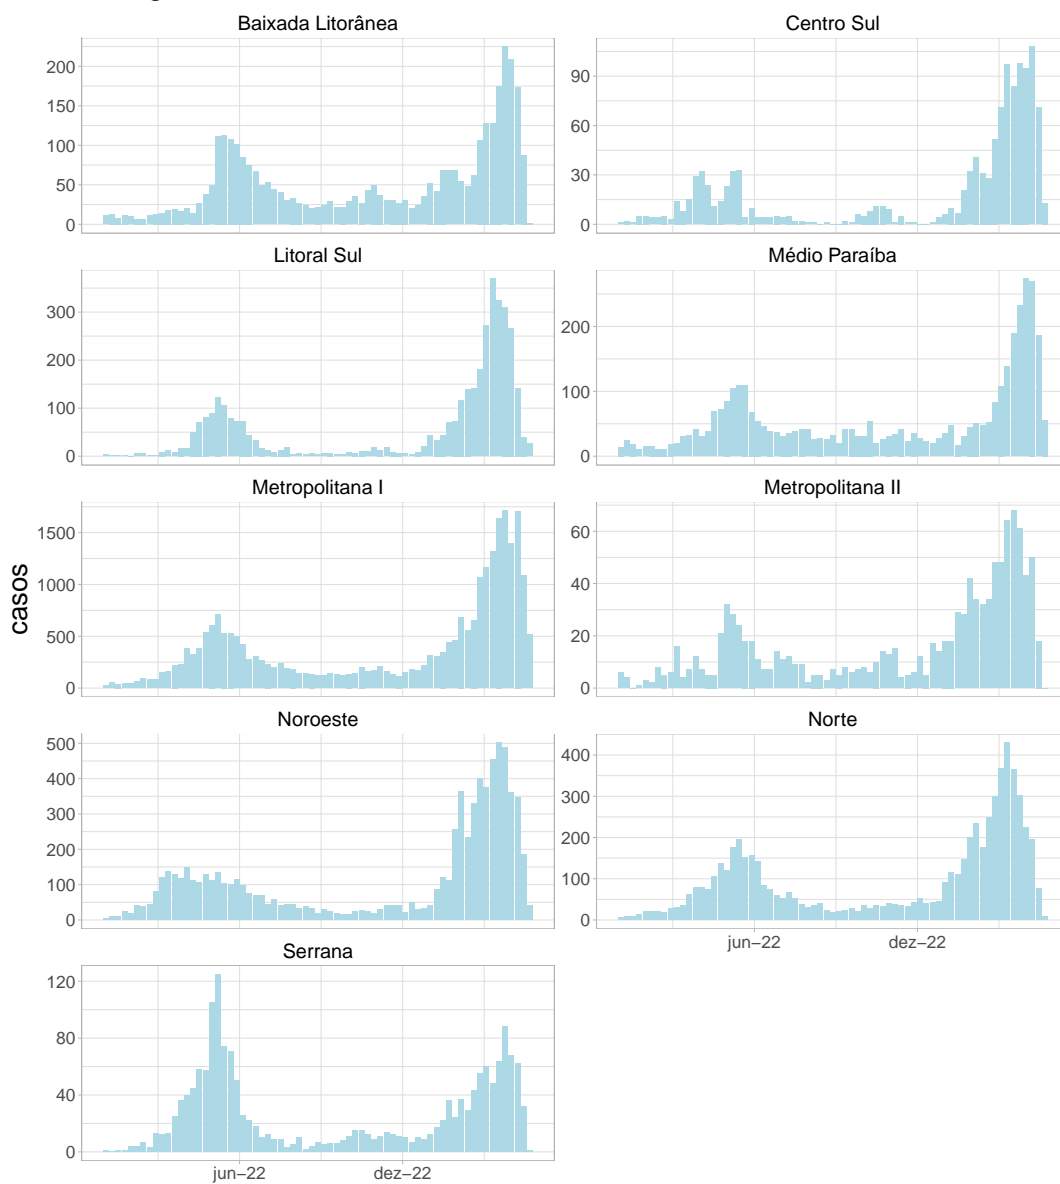 Baixada Litorânea
Centro Sul
200
150
100
50
0
90
60
30
0
Litoral Sul
Médio Paraíba
300
200
100
0
200
100
0
Metropolitana I
Metropolitana II
1500
1000
500
0
60
40
20
0
casos
Noroeste
Norte
500
400
300
200
100
0
400
300
200
100
0
jun−22
dez−22
Serrana
120
80
40
0
jun−22
dez−22